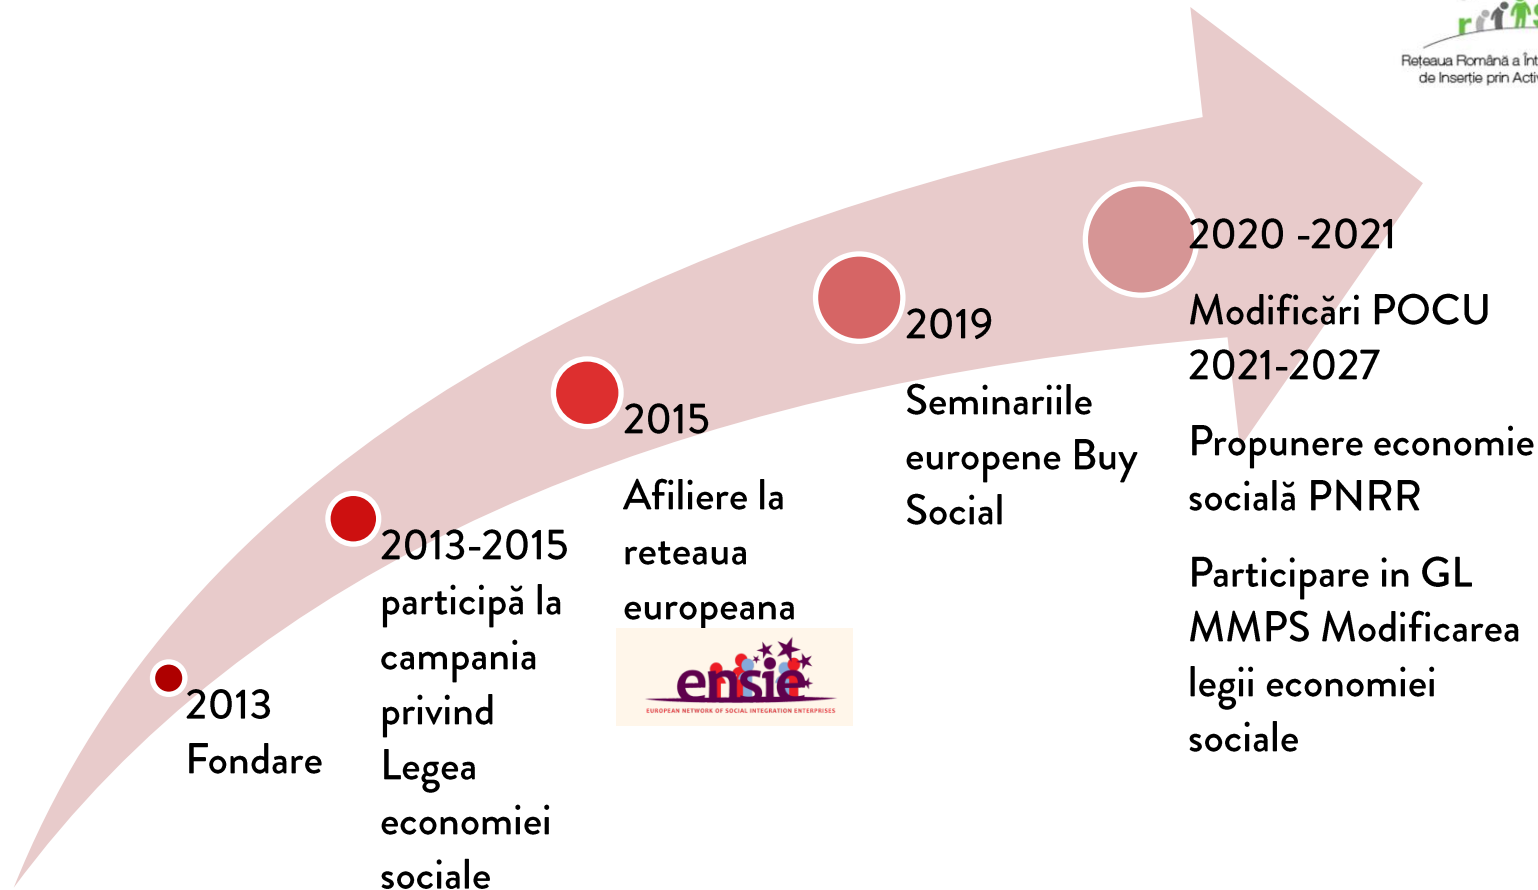 Rețeaua Română a
de Inserție prin
2013
Fondare
2013-2015
participă la
campania
privind
Legea
economiei
sociale
2015
Afiliere la
reteaua
europeana
ensie
EUROPEAN NETWORK OF SOCIAL INTEGRATION ENTERPRISES
2019
Seminariile
europene Buy
Social
2020 -2021
Modificări POCU
2021-2027
Propunere economie
socială PNRR
Participare in GL
MMPS Modificarea
legii economiei
sociale